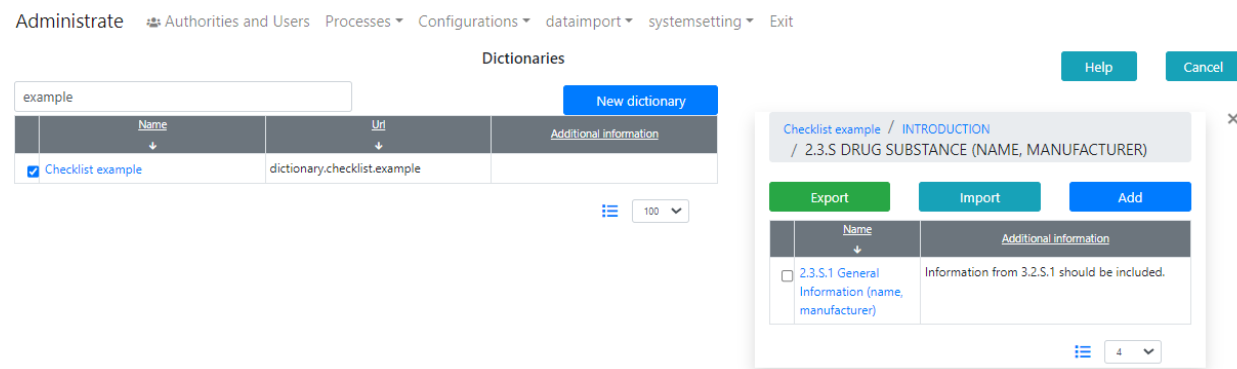 Administrate Authorities and Users Processes Configurations dataimport systemsetting Exit
Dictionaries
Help Cancel
example
New dictionary
Name Url Additional information
Checklist example dictionary.checklist.example
100
Checklist example / INTRODUCTION
/ 2.3.S DRUG SUBSTANCE (NAME, MANUFACTURER)
Export Import Add
Name Additional information
2.3.S.1 General Information from 3.2.S.1 should be included.
Information (name,
manufacturer)
4